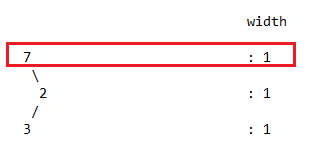 width
7 : 1
\
2 : 1
/
3 : 1